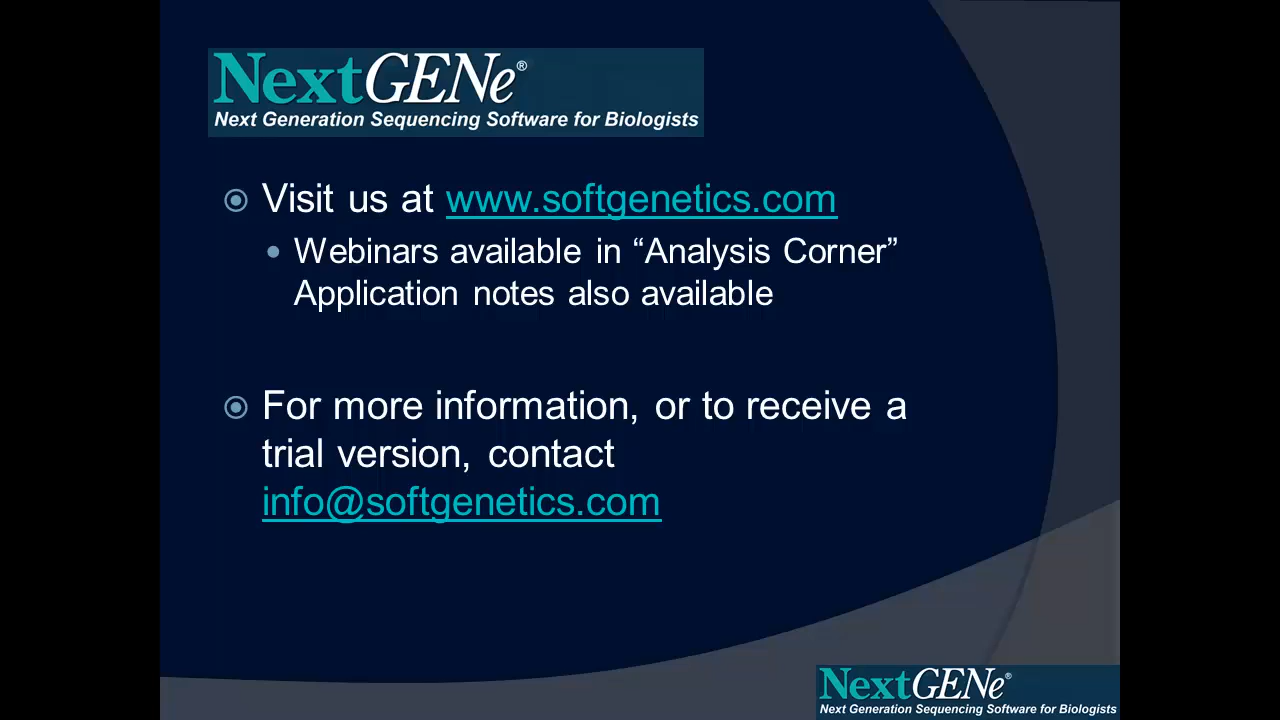 NextGENe®
Next Generation Sequencing Software for Biologists
Visit us at www.softgenetics.com
Webinars available in “Analysis Corner”
Application notes also available
For more information, or to receive a
trial version, contact
info@softgenetics.com
NextGENe®
Next Generation Sequencing Software for Biologists